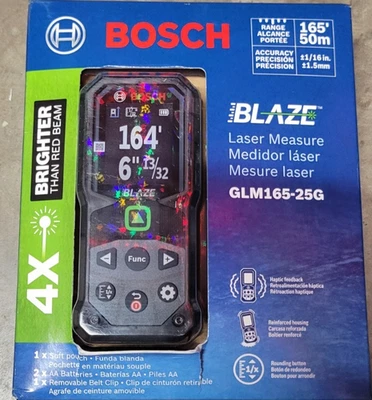 BOSCH
RANGE
ALCANCE
PORTÉE
165'
50m
ACCURACY
PRECISIÓN
PRÉCISION
±1/16 in.
±1.5mm
BLAZE™
Laser Measure
Medidor láser
Mesure laser
GLM165-25G
4X BRIGHTER
THAN RED BEAM
BOSCH
164'
6" 13/32
BLAZE
Func
Haptic feedback
Retroalimentación háptica
Rétroaction haptique
Reinforced housing
Carcasa reforzada
Boîtier renforcé
1/x
Rounding button
Botón de redondeo
Bouton pour arrondir
1 x Soft pouch • Funda blanda
Pochette en matériau souple
2 x AA Batteries • Baterías AA • Piles AA
1 x Removable Belt Clip • Clip de cinturón retirable
Agrafe de ceinture amovible